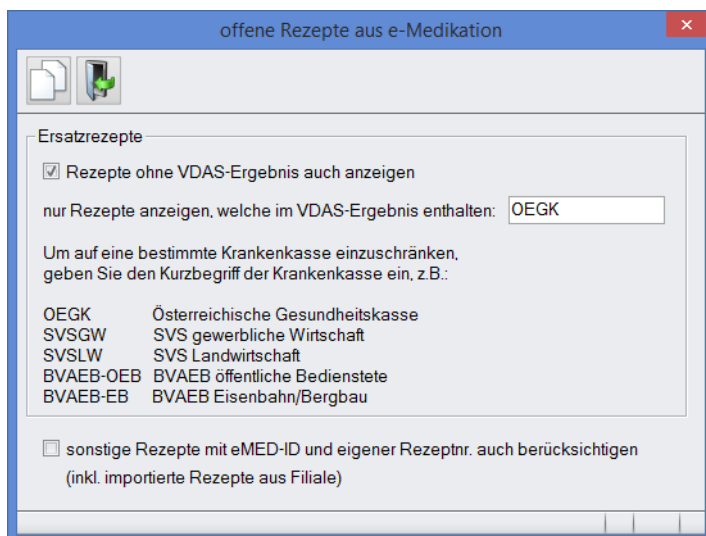 offene Rezepte aus e-Medikation
Ersatzrezepte
Rezepte ohne VDAS-Ergebnis auch anzeigen
nur Rezepte anzeigen, welche im VDAS-Ergebnis enthalten: OEGK
Um auf eine bestimmte Krankenkasse einzuschränken,
geben Sie den Kurzbegriff der Krankenkasse ein, z.B.:
OEGK Österreichische Gesundheitskasse
SVSGW SVS gewerbliche Wirtschaft
SVSLW SVS Landwirtschaft
BVAEB-OEB BVAEB öffentliche Bedienstete
BVAEB-EB BVAEB Eisenbahn/Bergbau
sonstige Rezepte mit eMED-ID und eigener Rezeptnr. auch berücksichtigen
(inkl. importierte Rezepte aus Filiale)